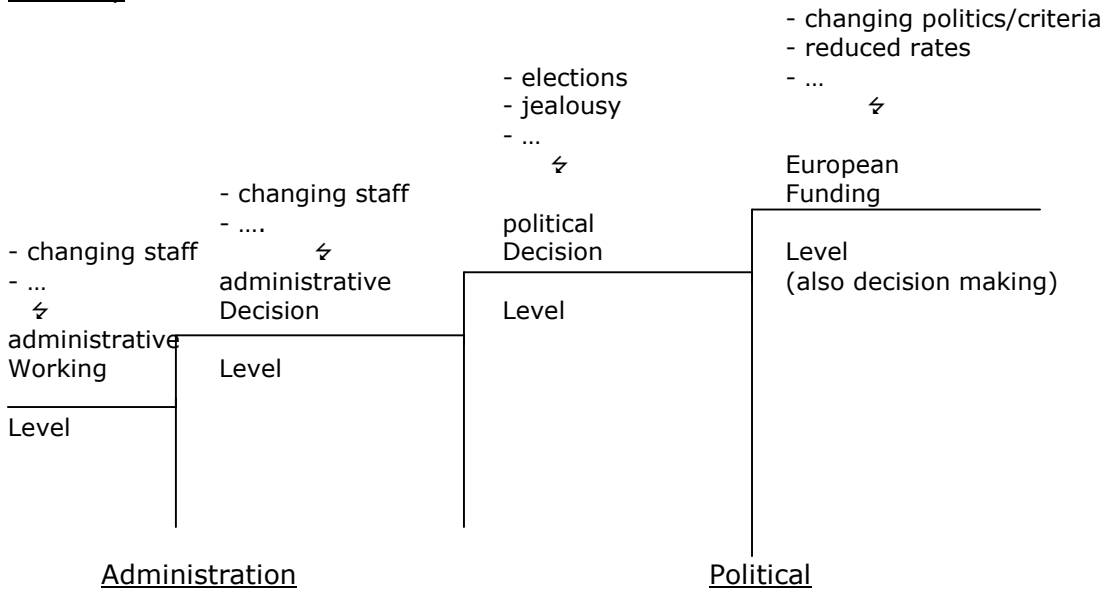 - changing staff
- …
administrative
Working
Level
- changing staff
- ….
administrative
Decision
Level
- elections
- jealousy
- …
political
Decision
Level
- changing politics/criteria
- reduced rates
- …
European
Funding
Level
(also decision making)
Administration
Political